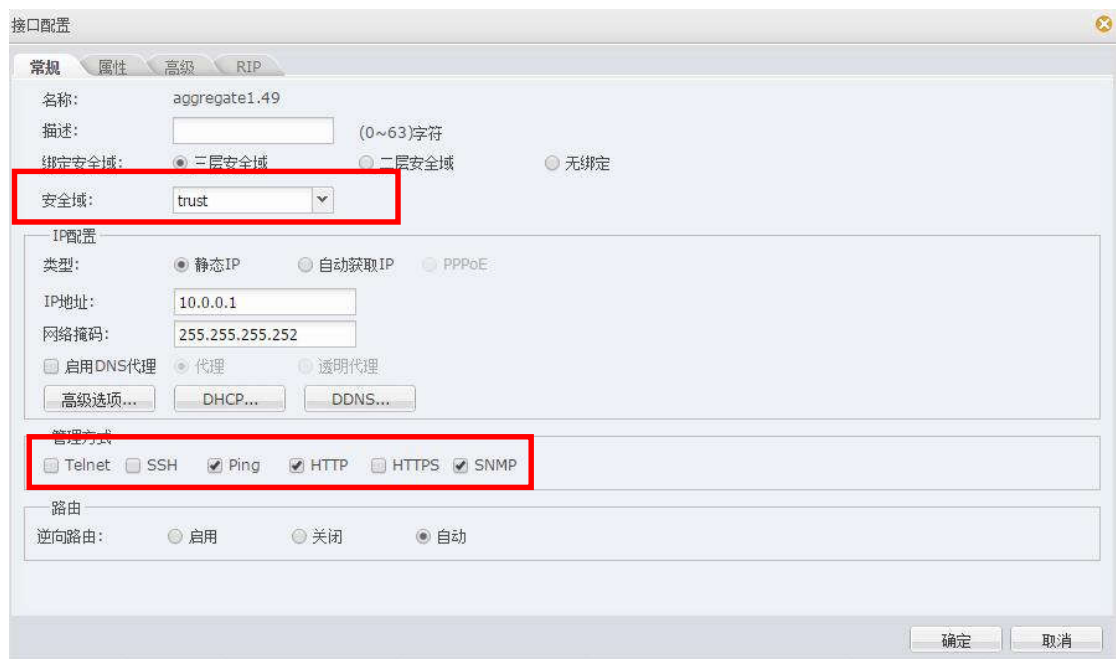 接口配置
常规 属性 高级 RIP
名称: aggregate1.49
描述: (0~63)字符
绑定安全域: 三层安全域 二层安全域 无绑定
安全域: trust
IP配置
类型: 静态IP 自动获取IP PPPoE
IP地址: 10.0.0.1
网络掩码: 255.255.255.252
启用DNS代理 代理 透明代理
高级选项... DHCP... DDNS...
管理方式
Telnet SSH Ping HTTP HTTPS SNMP
路由
逆向路由: 启用 关闭 自动
确定 取消